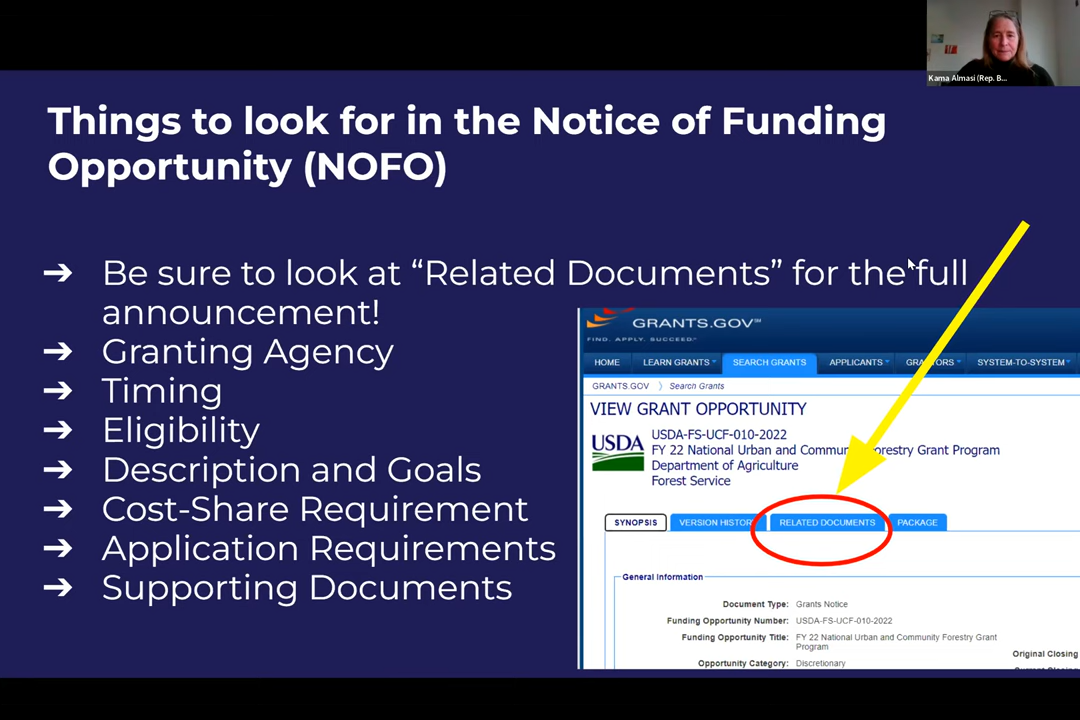 Kama Almasi (Rep. B...
Things to look for in the Notice of Funding
Opportunity (NOFO)
➔ Be sure to look at “Related Documents” for the full
announcement!
➔ Granting Agency
➔ Timing
➔ Eligibility
➔ Description and Goals
➔ Cost-Share Requirement
➔ Application Requirements
➔ Supporting Documents
GRANTS.GOV℠
FIND. APPLY. SUCCEED.℠
HOME LEARN GRANTS SEARCH GRANTS APPLICANTS GRANTORS SYSTEM-TO-SYSTEM
GRANTS.GOV 〉 Search Grants
VIEW GRANT OPPORTUNITY
USDA
USDA-FS-UCF-010-2022
FY 22 National Urban and Community Forestry Grant Program
Department of Agriculture
Forest Service
SYNOPSIS VERSION HISTORY RELATED DOCUMENTS PACKAGE
General Information
Document Type: Grants Notice
Funding Opportunity Number: USDA-FS-UCF-010-2022
Funding Opportunity Title: FY 22 National Urban and Community Forestry Grant
Program
Original Closing
Opportunity Category: Discretionary